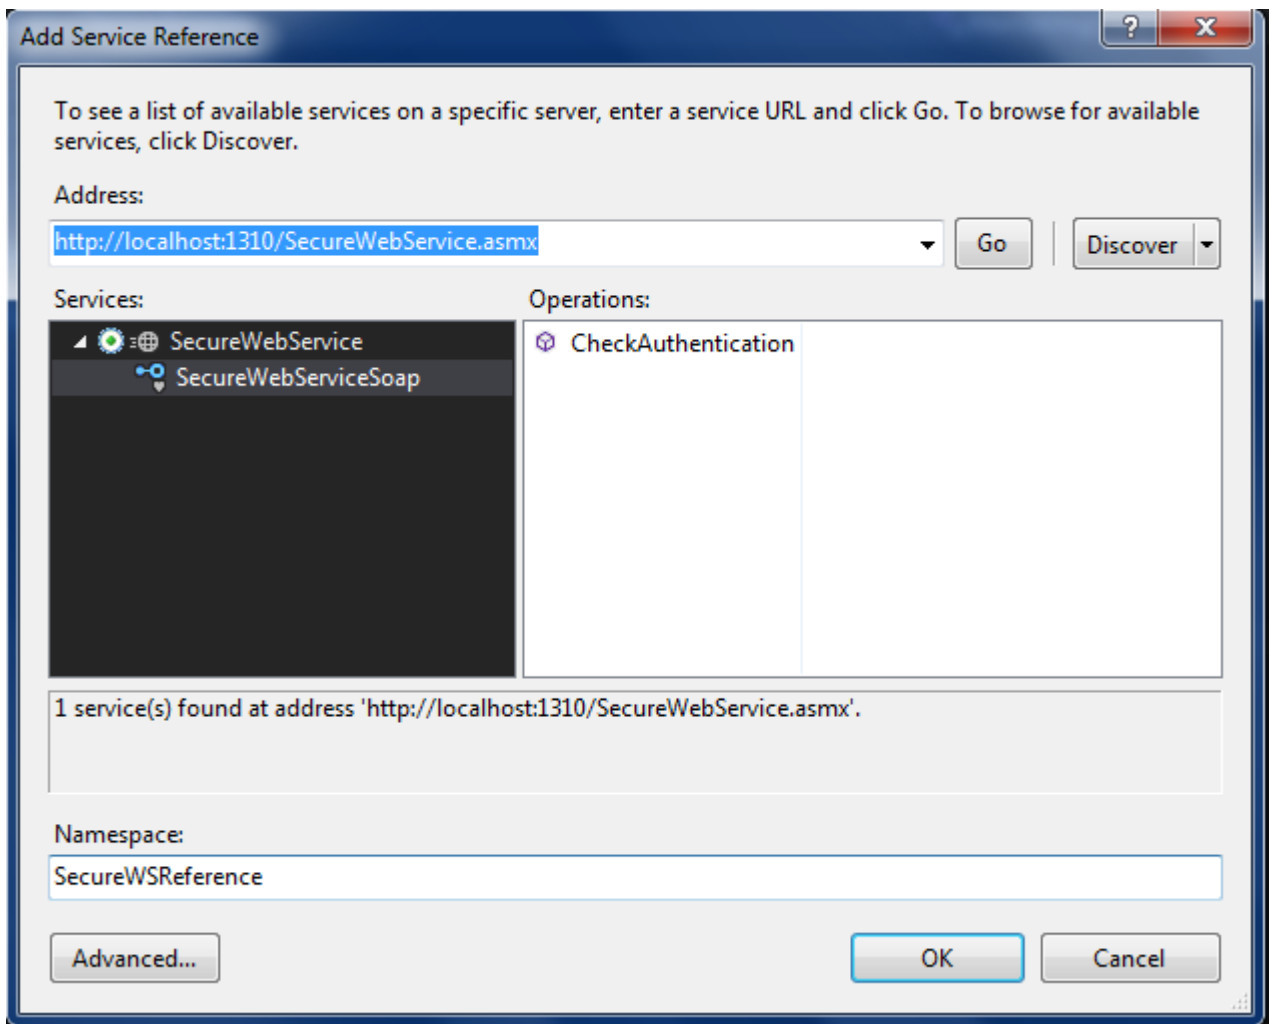 Add Service Reference
?
To see a list of available services on a specific server, enter a service URL and click Go. To browse for available
services, click Discover.
Address:
http://localhost:1310/SecureWebService.asmx
Go
Discover
Services:
Operations:
SecureWebService
CheckAuthentication
SecureWebServiceSoap
1 service(s) found at address 'http://localhost:1310/SecureWebService.asmx'.
Namespace:
SecureWSReference
Advanced...
OK
Cancel